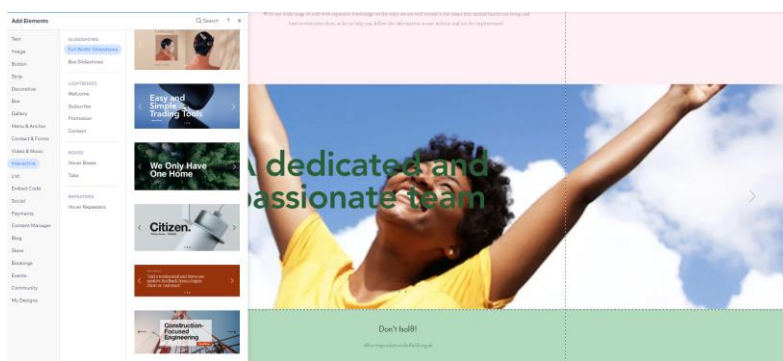 Add Elements
Search
?
×
Text
Image
Button
Strip
Decorative
Box
Gallery
Menu & Anchor
Contact & Forms
Video & Music
Interactive
List
Embed Code
Social
Payments
Content Manager
Blog
Store
Bookings
Events
Community
My Designs
SLIDESHOWS
Full Width Slideshows
Box Slideshows
LIGHTBOXES
Welcome
Subscribe
Promotion
Contact
BOXES
Hover Boxes
Tabs
REPEATERS
Hover Repeaters
Easy and
Simple
Trading Tools
We Only Have
One Home
Citizen.
Construction-
Focused
Engineering
dedicated and
passionate team